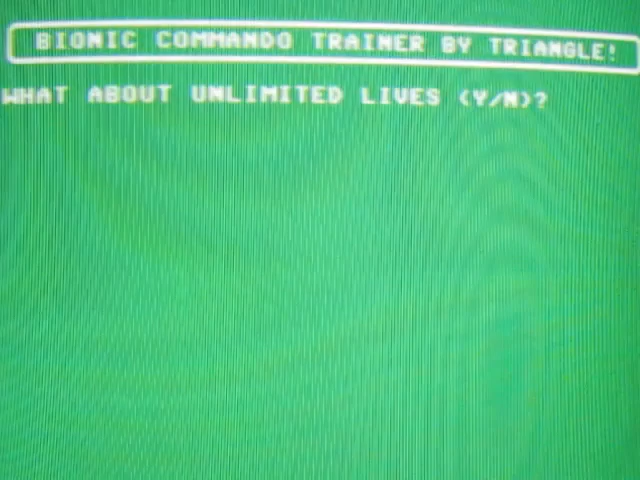 BIONIC COMMANDO TRAINER BY TRIANGLE!
WHAT ABOUT UNLIMITED LIVES (Y/N)?